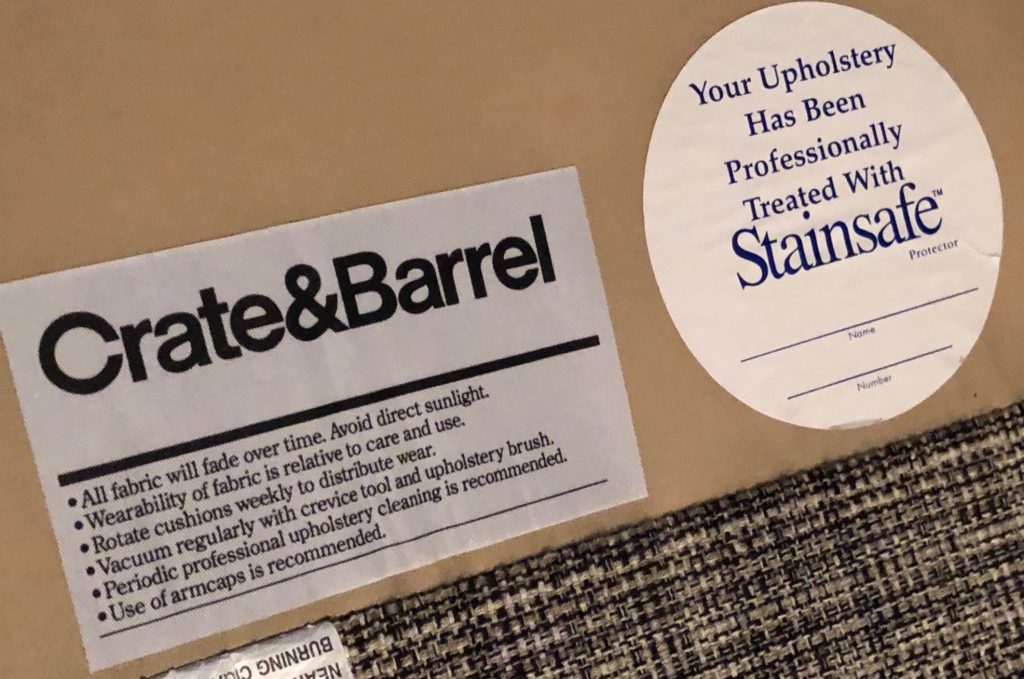 Your Upholstery
Has Been
Professionally
Treated With
Stainsafe™
Protector
Name
Number
Crate&Barrel
• All fabric will fade over time. Avoid direct sunlight.
• Wearability of fabric is relative to care and use.
• Rotate cushions weekly to distribute wear.
• Vacuum regularly with crevice tool and upholstery brush.
• Periodic professional upholstery cleaning is recommended.
• Use of armcaps is recommended.
BURNING